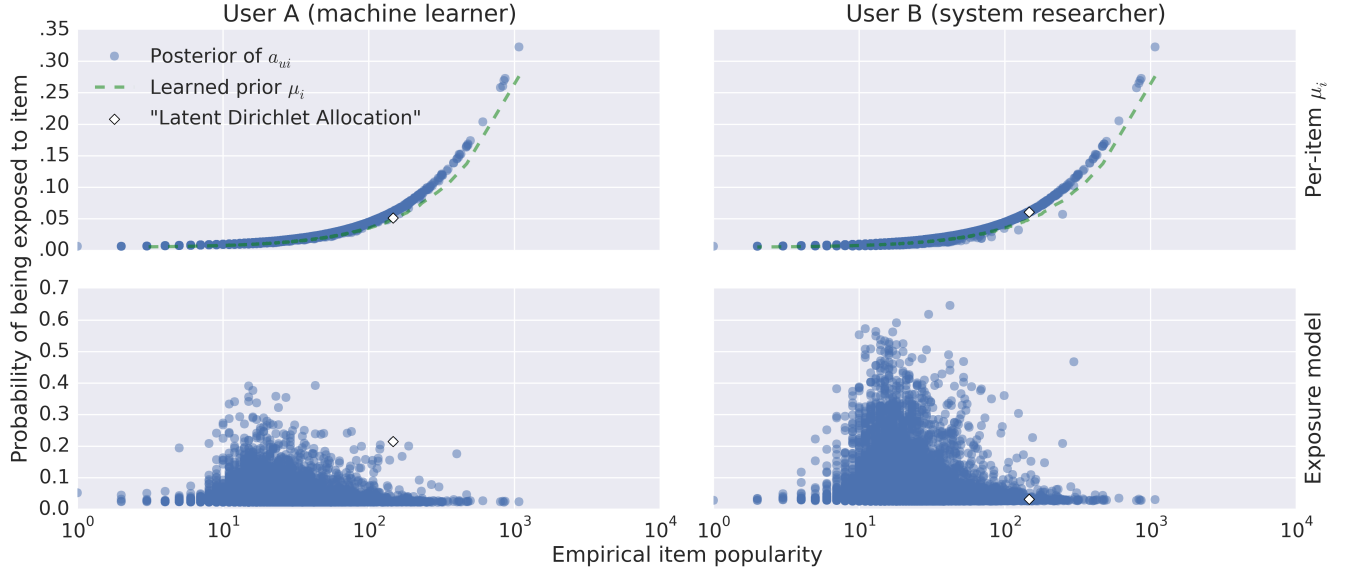 User A (machine learner)
User B (system researcher)
.35
.30
.25
.20
.15
.10
.05
.00
Posterior of a_{ui}
Learned prior μ_i
"Latent Dirichlet Allocation"
Per-item μ_i
Probability of being exposed to item
0.7
0.6
0.5
0.4
0.3
0.2
0.1
0.0
Exposure model
10^0
10^1
10^2
10^3
10^4
10^0
10^1
10^2
10^3
10^4
Empirical item popularity